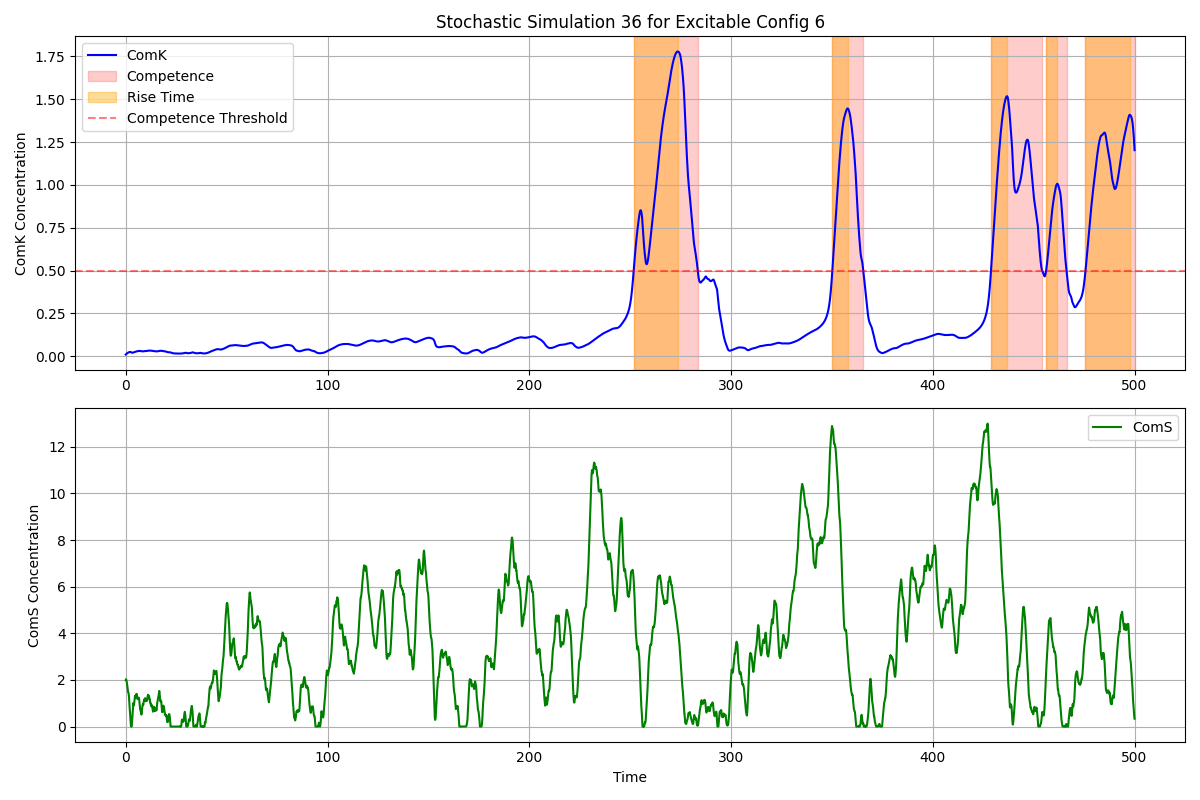 Stochastic Simulation 36 for Excitable Config 6
ComK
Competence
Rise Time
Competence Threshold
ComK Concentration
1.75
1.50
1.25
1.00
0.75
0.50
0.25
0.00
0 100 200 300 400 500
ComS
ComS Concentration
12
10
8
6
4
2
0
0 100 200 300 400 500
Time